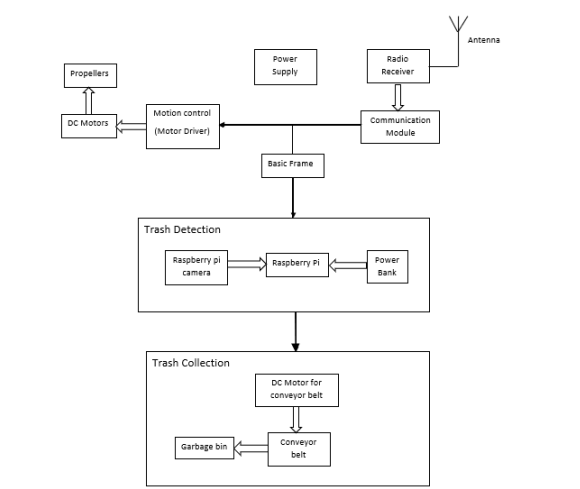 Antenna
Power
Supply
Radio
Receiver
Propellers
DC Motors
Motion control
(Motor Driver)
Communication
Module
Basic Frame
Trash Detection
Raspberry pi
camera
Raspberry Pi
Power
Bank
Trash Collection
DC Motor for
conveyor belt
Garbage bin
Conveyor
belt